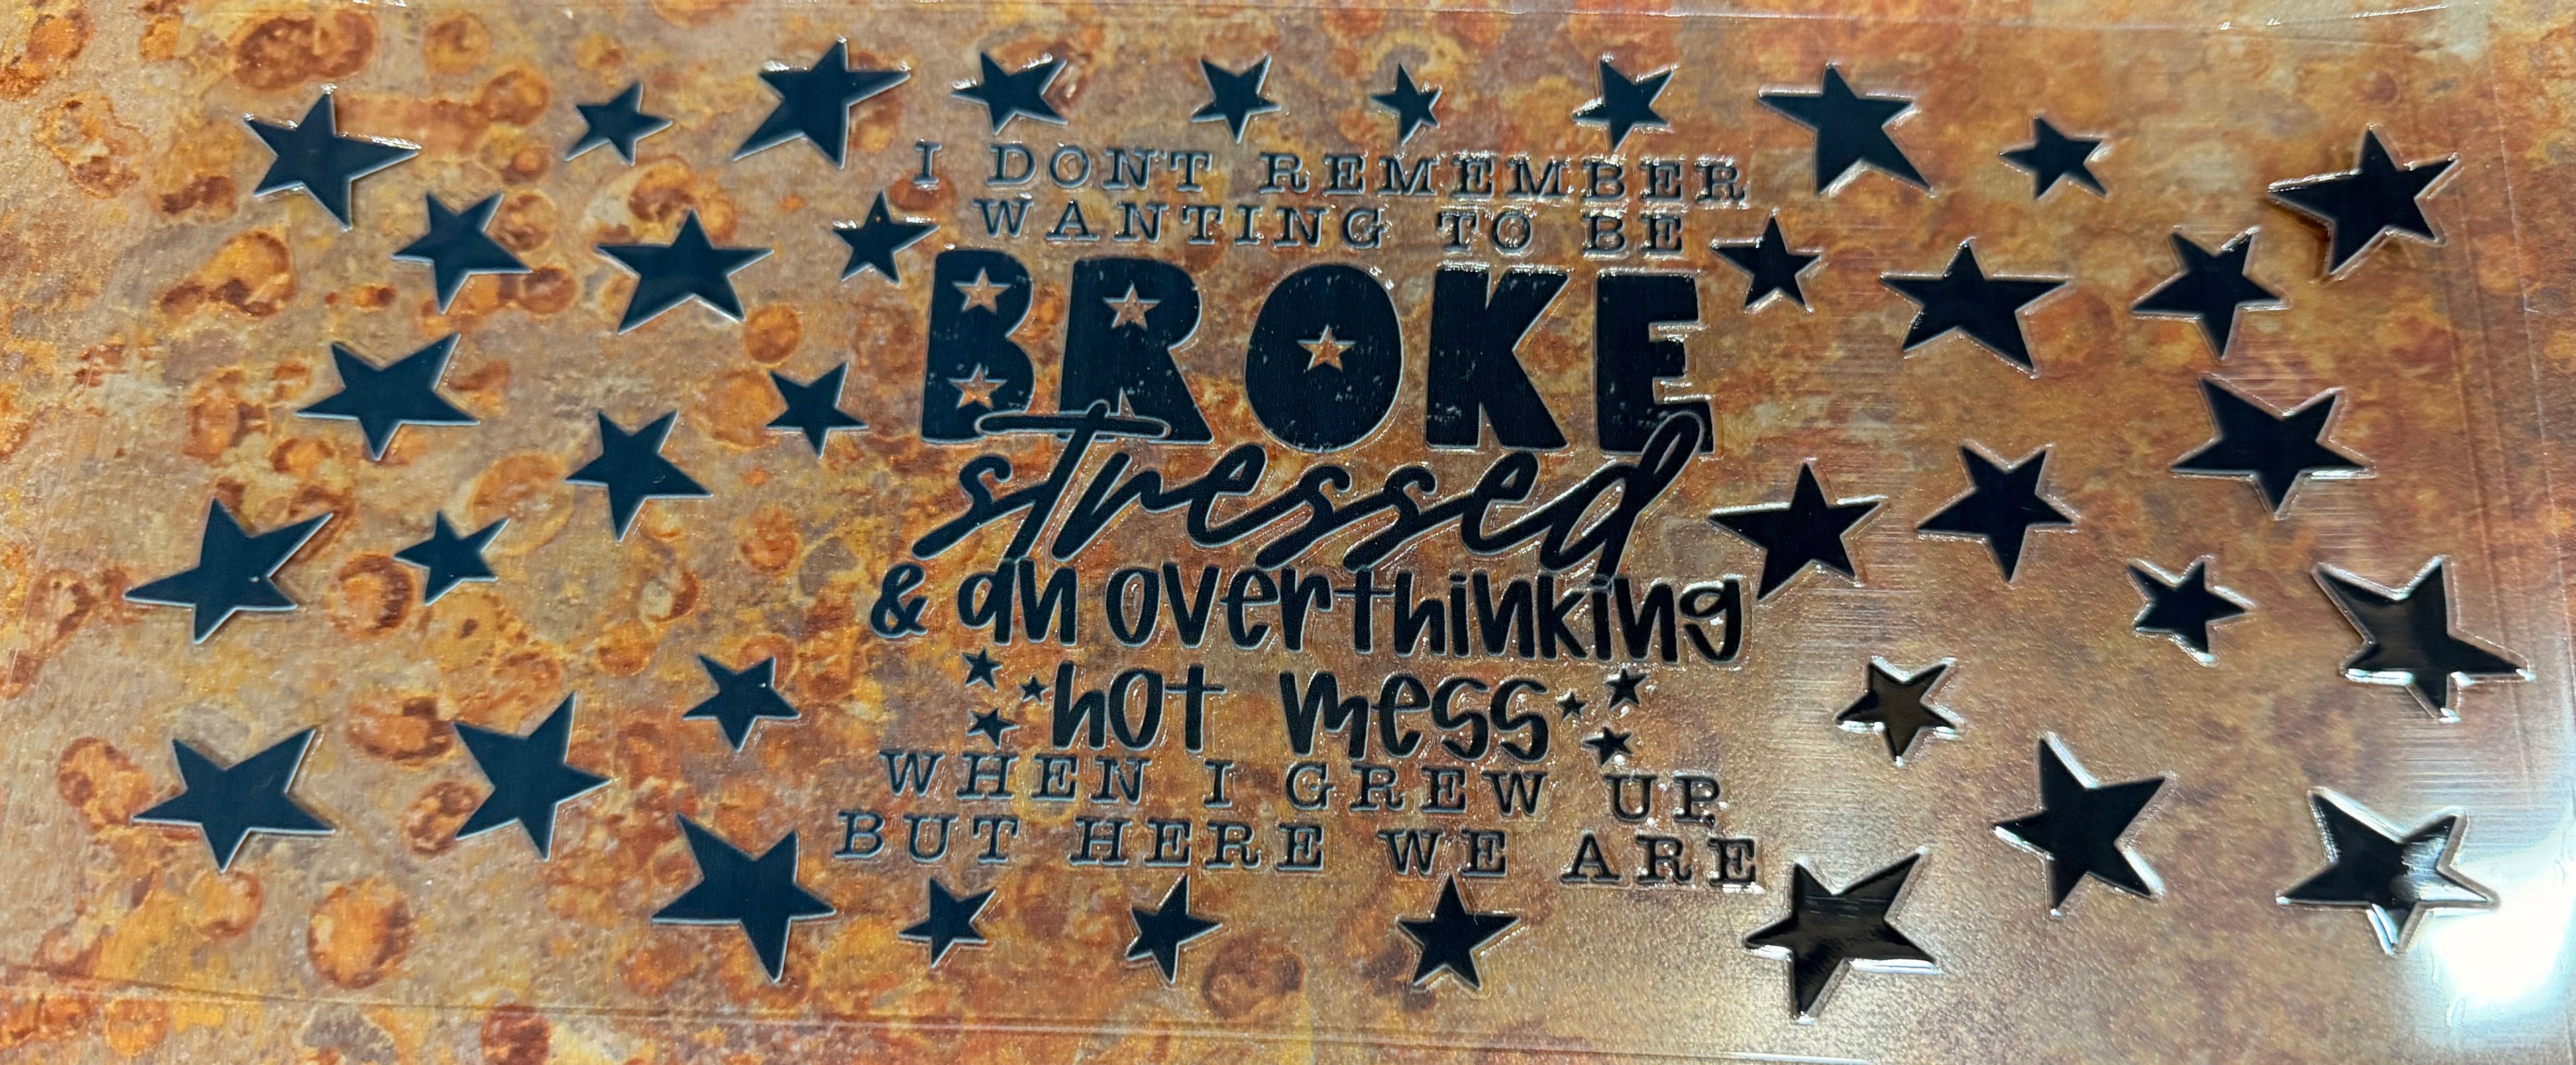 I DONT REMEMBER
WANTING TO BE
BROKE
stressed
& an overthinking
hot mess
WHEN I GREW UP,
BUT HERE WE ARE